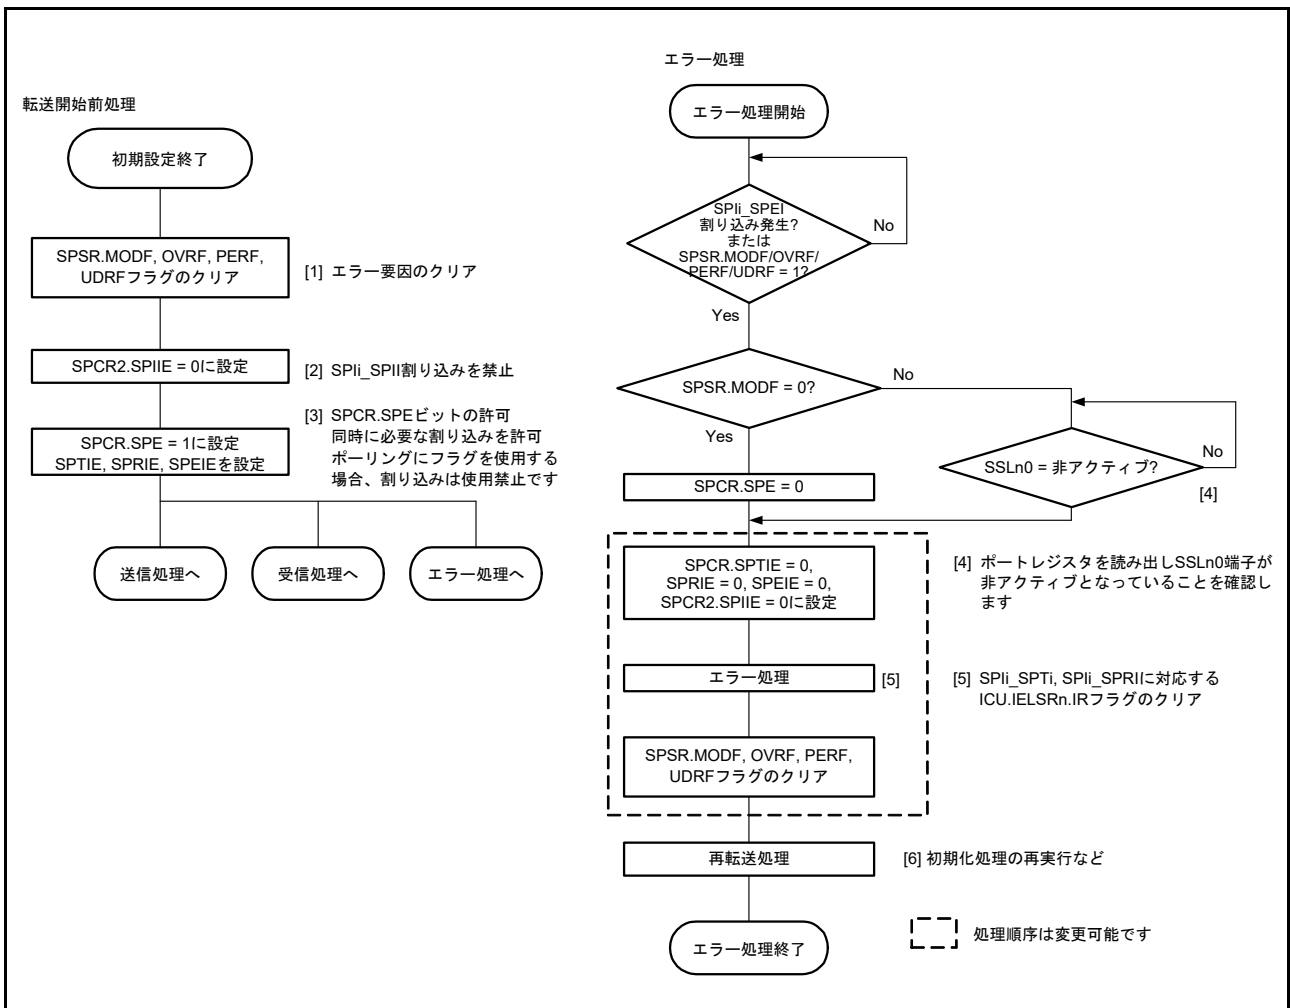 転送開始前処理
初期設定終了
SPSR.MODF, OVRF, PERF,
UDRFフラグのクリア
[1] エラー要因のクリア
SPCR2.SPIIE = 0に設定
[2] SPIi_SPII割り込みを禁止
SPCR.SPE = 1に設定
SPTIE, SPRIE, SPEIEを設定
[3] SPCR.SPEビットの許可
同時に必要な割り込みを許可
ポーリングにフラグを使用する
場合、割り込みは使用禁止です
送信処理へ
受信処理へ
エラー処理へ
エラー処理
エラー処理開始
SPIi_SPEI
割り込み発生?
または
SPSR.MODF/OVRF/
PERF/UDRF = 1?
No
Yes
SPSR.MODF = 0?
No
Yes
SSLn0 = 非アクティブ?
No
[4]
SPCR.SPE = 0
SPCR.SPTIE = 0,
SPRIE = 0, SPEIE = 0,
SPCR2.SPIIE = 0に設定
[4] ポートレジスタを読み出しSSLn0端子が
非アクティブとなっていることを確認し
ます
エラー処理
[5]
[5] SPIi_SPTi, SPIi_SPRIに対応する
ICU.IELSRn.IRフラグのクリア
SPSR.MODF, OVRF, PERF,
UDRFフラグのクリア
再転送処理
[6] 初期化処理の再実行など
エラー処理終了
処理順序は変更可能です